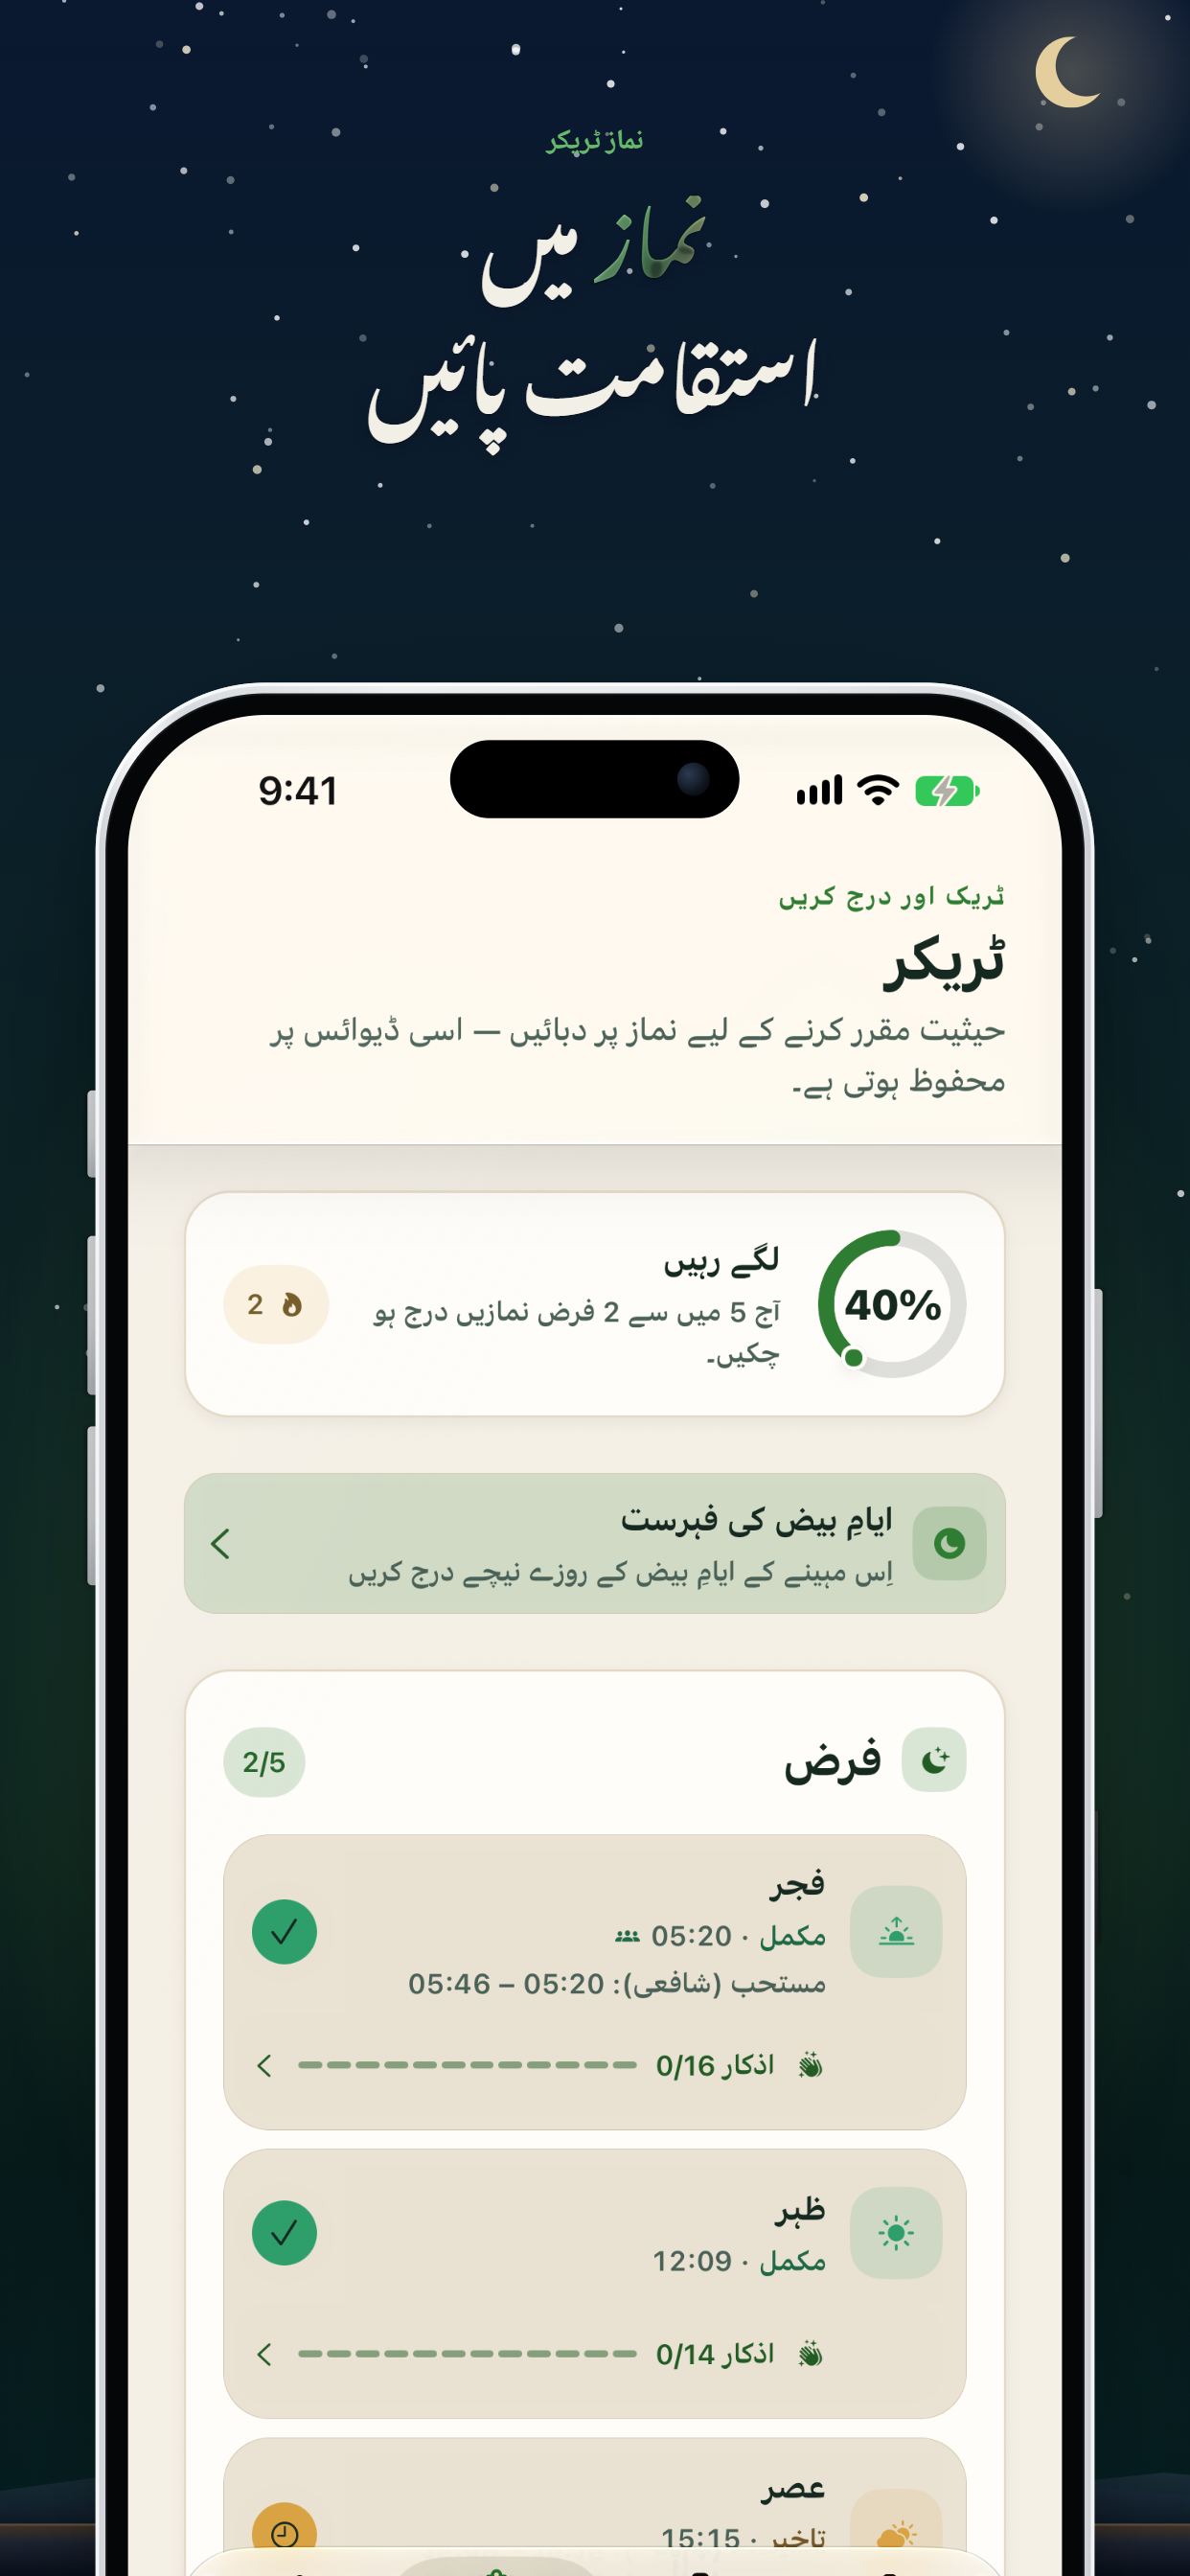 نماز ٹریکر
نماز میں
استقامت پائیں
9:41
ٹریک اور درج کریں
ٹریکر
حیثیت مقرر کرنے کے لیے نماز پر دبائیں — اسی ڈیوائس پر
محفوظ ہوتی ہے۔
40%
لگے رہیں
آج 5 میں سے 2 فرض نمازیں درج ہو
چکیں۔
2
ایامِ بیض کی فہرست
اِس مہینے کے ایامِ بیض کے روزے نیچے درج کریں
فرض
2/5
فجر
مکمل · 05:20
مستحب (شافعی): 05:20 – 05:46
اذکار 0/16
ظہر
مکمل · 12:09
اذکار 0/14
عصر
تاخیر · 15:15